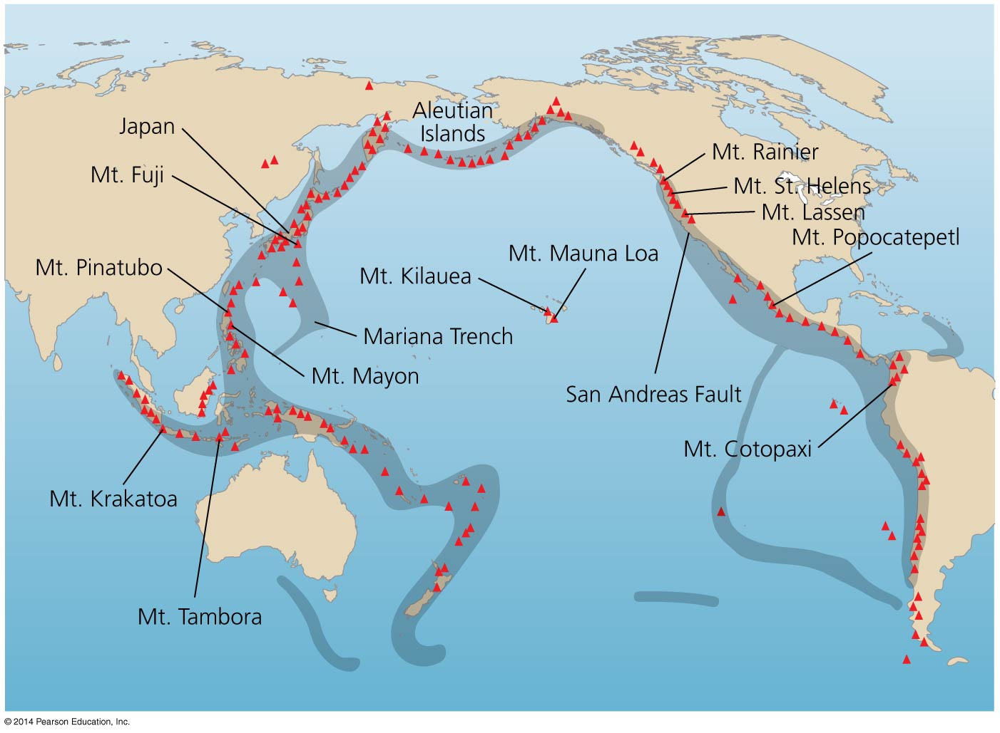 Aleutian
Islands
Japan
Mt. Rainier
Mt. Fuji
Mt. St. Helens
Mt. Lassen
Mt. Popocatepetl
Mt. Mauna Loa
Mt. Pinatubo
Mt. Kilauea
Mariana Trench
Mt. Mayon
San Andreas Fault
Mt. Cotopaxi
Mt. Krakatoa
Mt. Tambora
© 2014 Pearson Education, Inc.